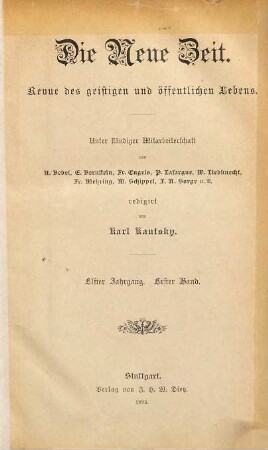 Die Neue Zeit.
Revue des geistigen und öffentlichen Lebens.
Unter ständiger Mitarbeiterschaft
von
A. Bebel, E. Bernstein, Fr. Engels, P. Lafargue, W. Liebknecht,
Fr. Mehring, M. Schippel, F. A. Sorge u. A.
redigirt
von
Karl Kautsky.
Elfter Jahrgang. Erster Band.
Stuttgart.
Verlag von J. H. W. Dietz.
1893.